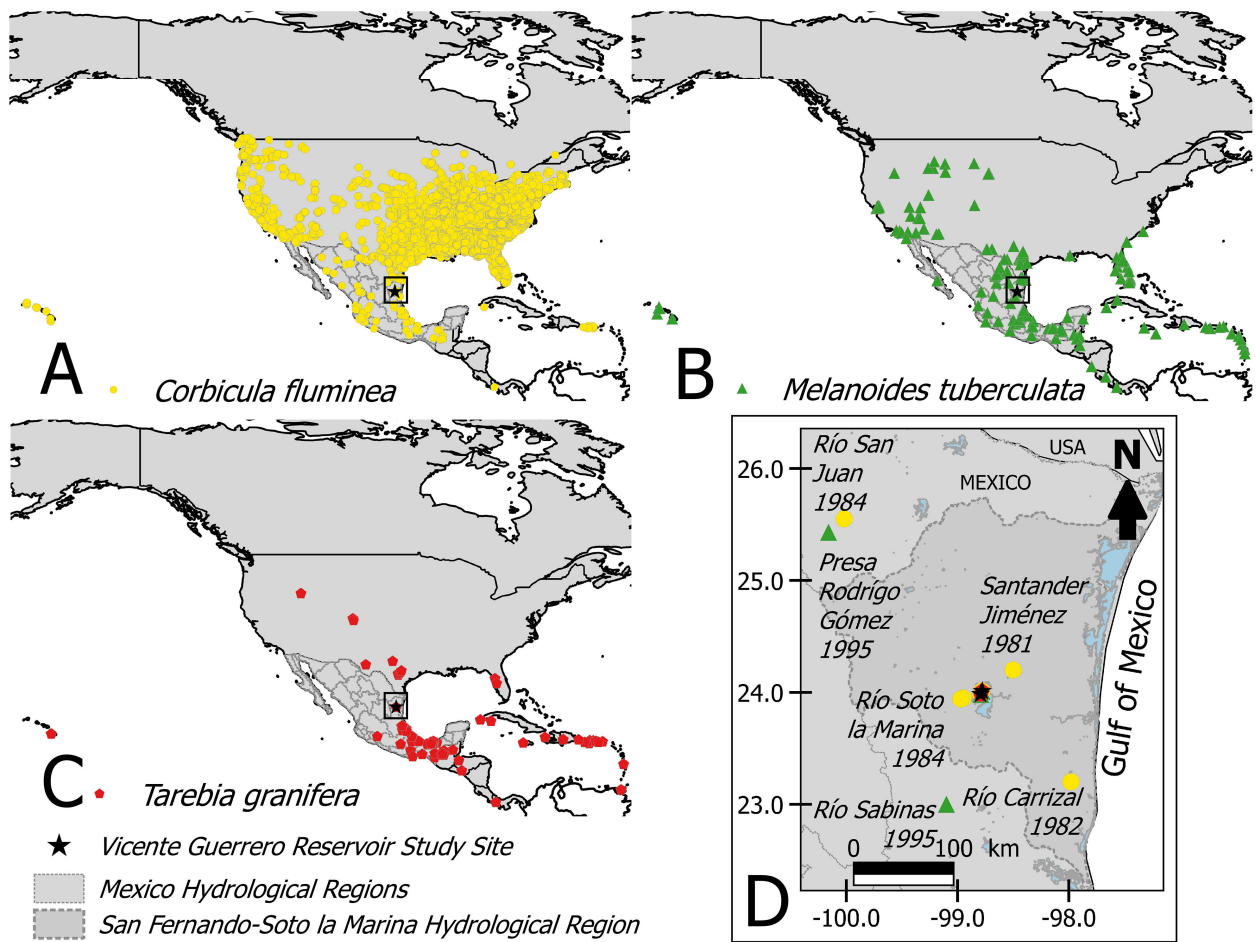 A
Corbicula fluminea
B
Melanoides tuberculata
C
Tarebia granifera
Vicente Guerrero Reservoir Study Site
Mexico Hydrological Regions
San Fernando-Soto la Marina Hydrological Region
D
26.0
25.0
24.0
23.0
Río San
Juan
1984
USA
N
MEXICO
Presa
Rodrígo
Gómez
1995
Santander
Jiménez
1981
Río Soto
la Marina
1984
Gulf of Mexico
Río Sabinas
1995
Río Carrizal
1982
0 100 km
-100.0 -99.0 -98.0